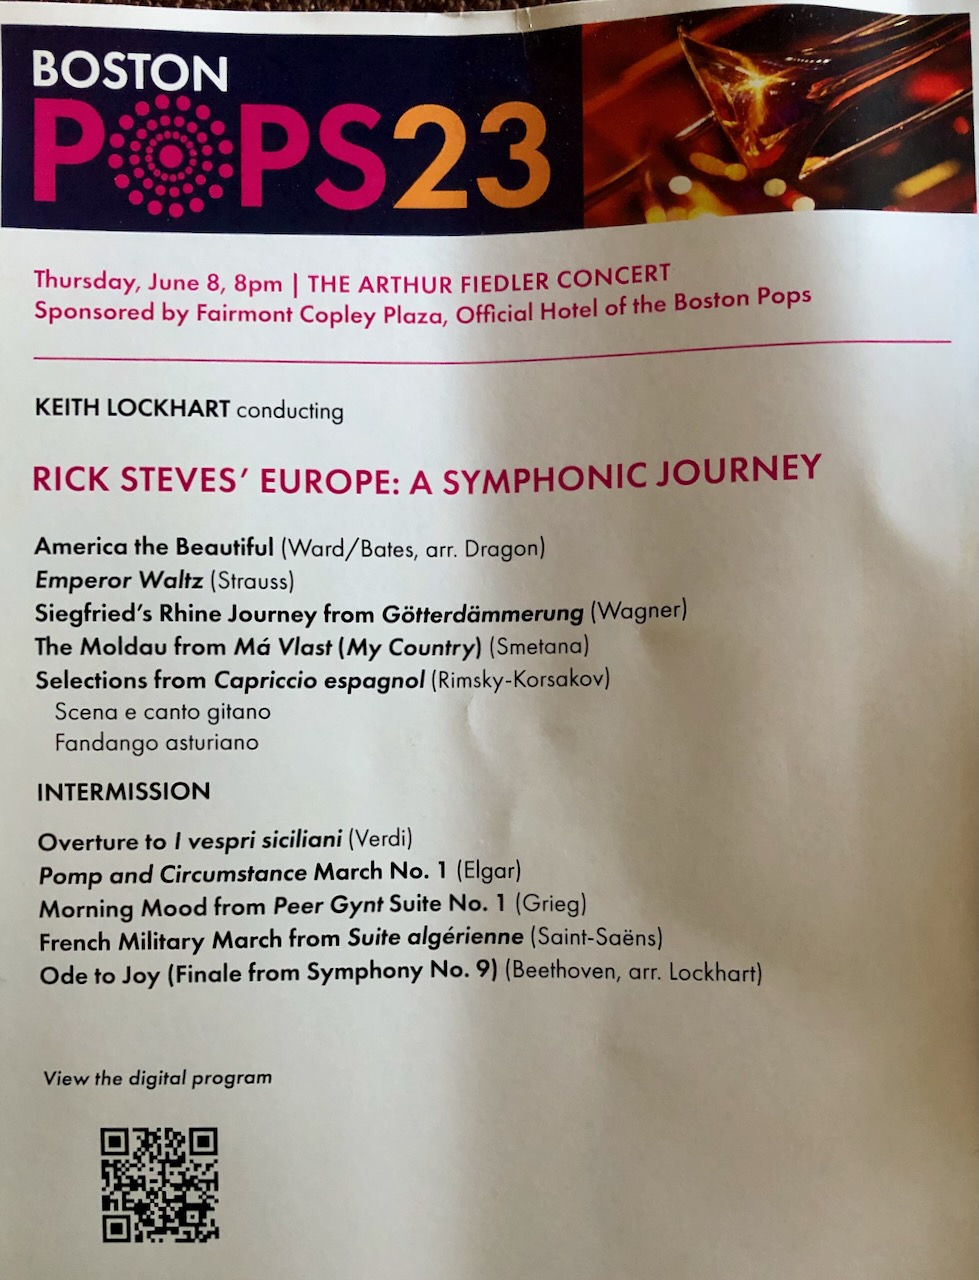 BOSTON
POPS23
Thursday, June 8, 8pm | THE ARTHUR FIEDLER CONCERT
Sponsored by Fairmont Copley Plaza, Official Hotel of the Boston Pops
KEITH LOCKHART conducting
RICK STEVES’ EUROPE: A SYMPHONIC JOURNEY
America the Beautiful (Ward/Bates, arr. Dragon)
Emperor Waltz (Strauss)
Siegfried’s Rhine Journey from Götterdämmerung (Wagner)
The Moldau from Má Vlast (My Country) (Smetana)
Selections from Capriccio espagnol (Rimsky-Korsakov)
Scena e canto gitano
Fandango asturiano
INTERMISSION
Overture to I vespri siciliani (Verdi)
Pomp and Circumstance March No. 1 (Elgar)
Morning Mood from Peer Gynt Suite No. 1 (Grieg)
French Military March from Suite algérienne (Saint-Saëns)
Ode to Joy (Finale from Symphony No. 9) (Beethoven, arr. Lockhart)
View the digital program